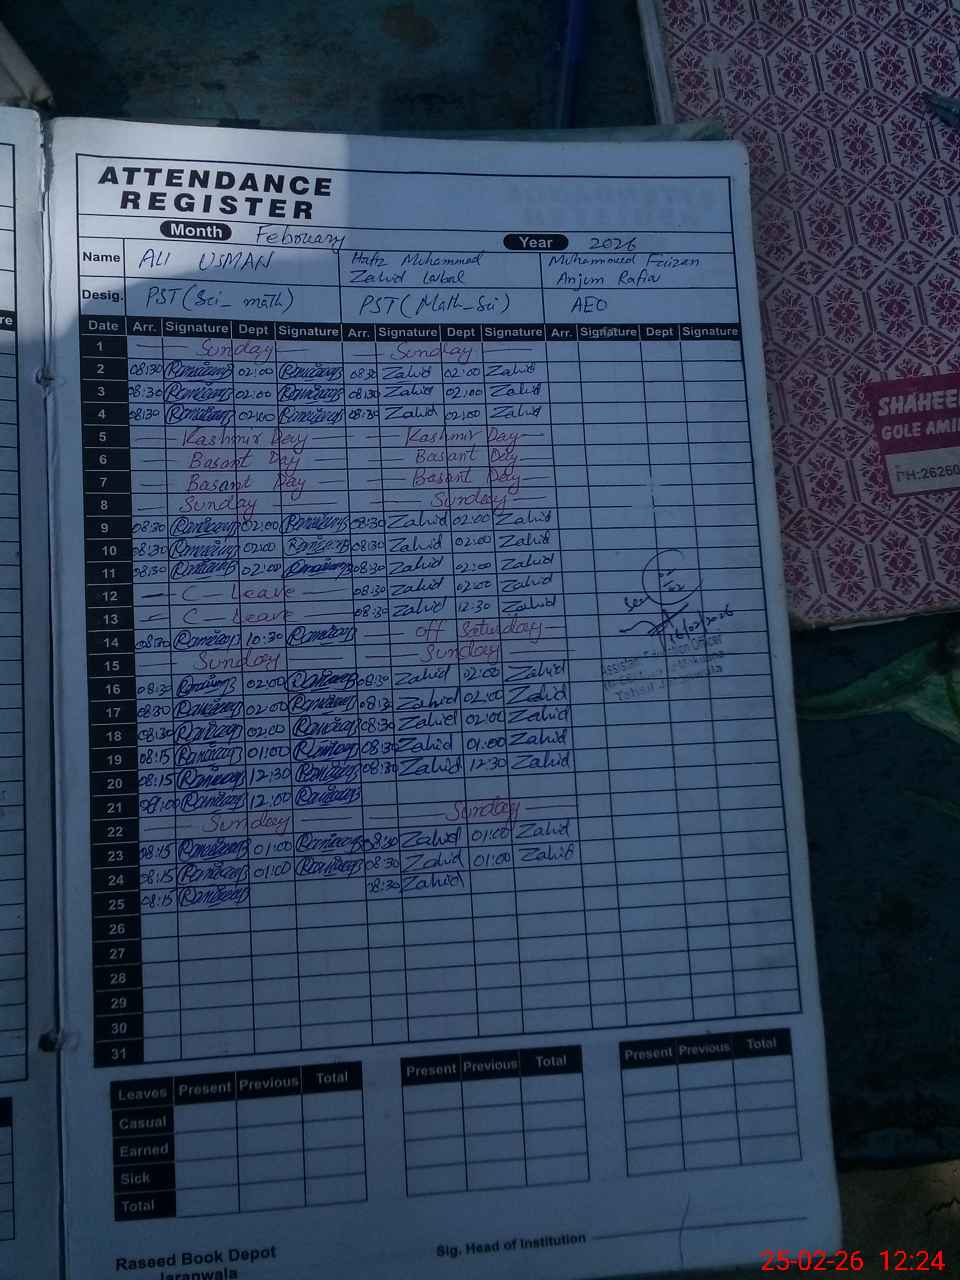 ATTENDANCE
REGISTER
Month February Year 2026
Name ALI USMAN Hafiz Muhammad Zahid Iqbal Muhammad Faizan Anjum Rafiq
Desig. PST (Sci_ math) PST (Math_Sci) AEO
Date Arr. Signature Dept Signature Arr. Signature Dept Signature Arr. Signature Dept Signature
1 Sunday Sunday
2 08:30 02:00 08:30 Zahid 02:00 Zahid
3 08:30 02:00 08:30 Zahid 02:00 Zahid
4 08:30 02:00 08:30 Zahid 02:00 Zahid
5 Kashmir Day Kashmir Day
6 Basant Day Basant Day
7 Basant Day Basant Day
8 Sunday Sunday
9 08:30 02:00 08:30 Zahid 02:00 Zahid
10 08:30 02:00 08:30 Zahid 02:00 Zahid
11 08:30 02:00 08:30 Zahid 02:00 Zahid
12 C - Leave 08:30 Zahid 02:00 Zahid
13 C - Leave 08:30 Zahid 12:30 Zahid
14 08:30 10:30 off Saturday
15 Sunday Sunday
16 08:30 02:00 08:30 Zahid 02:00 Zahid
17 08:30 02:00 08:30 Zahid 02:00 Zahid
18 08:30 02:00 08:30 Zahid 02:00 Zahid
19 08:15 01:00 08:30 Zahid 01:00 Zahid
20 08:15 12:30 08:30 Zahid 12:30 Zahid
21 09:00 12:00
22 Sunday Sunday
23 08:15 01:00 08:30 Zahid 01:00 Zahid
24 08:15 01:00 08:30 Zahid 01:00 Zahid
25 08:15 08:30 Zahid
26
27
28
29
30
31
16/02/2026
Assistant Education Officer
Leaves Present Previous Total Present Previous Total Present Previous Total
Casual
Earned
Sick
Total
Raseed Book Depot
Jaranwala
Sig. Head of Institution
SHAHEE
GOLE AMI
PH:26260
25-02-26 12:24